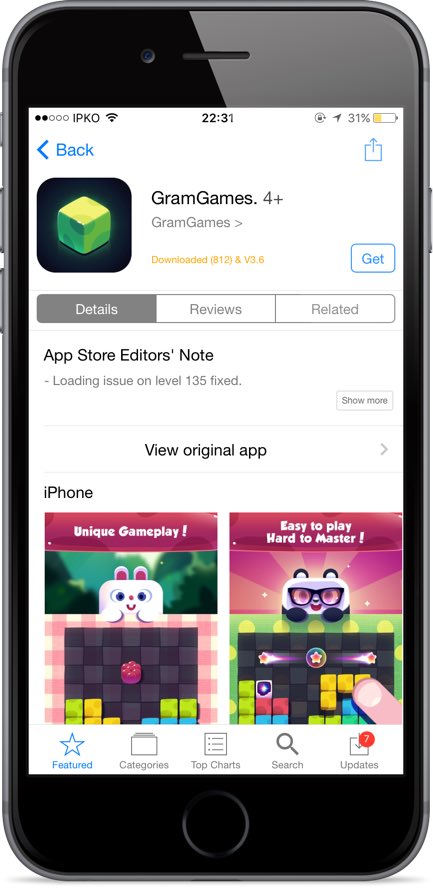 IPKO 22:31 31%
Back
GramGames. 4+
GramGames >
Downloaded (812) & V3.6
Get
Details Reviews Related
App Store Editors' Note
- Loading issue on level 135 fixed.
Show more
View original app
iPhone
Unique Gameplay!
Easy to play
Hard to Master!
7
Featured Categories Top Charts Search Updates